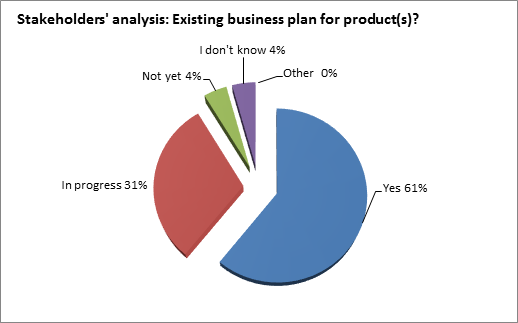 Stakeholders' analysis: Existing business plan for product(s)?
I don't know 4%
Other 0%
Not yet 4%
In progress 31%
Yes 61%